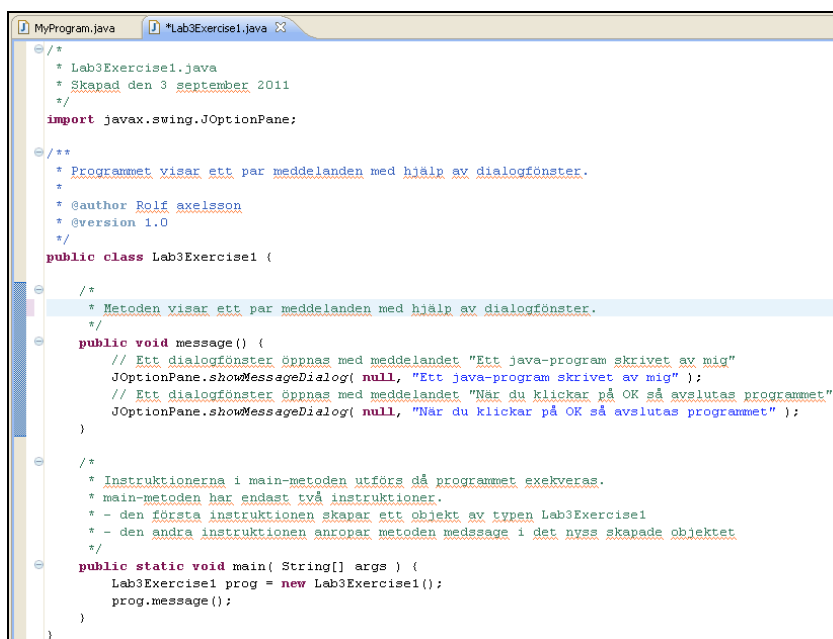 MyProgram.java *Lab3Exercise1.java
/*
* Lab3Exercise1.java
* Skapad den 3 september 2011
*/
import javax.swing.JOptionPane;
/**
* Programmet visar ett par meddelanden med hjälp av dialogfönster.
*
* @author Rolf axelsson
* @version 1.0
*/
public class Lab3Exercise1 {
/*
* Metoden visar ett par meddelanden med hjälp av dialogfönster.
*/
public void message() {
// Ett dialogfönster öppnas med meddelandet "Ett java-program skrivet av mig"
JOptionPane.showMessageDialog( null, "Ett java-program skrivet av mig" );
// Ett dialogfönster öppnas med meddelandet "När du klickar på OK så avslutas programmet"
JOptionPane.showMessageDialog( null, "När du klickar på OK så avslutas programmet" );
}
/*
* Instruktionerna i main-metoden utförs då programmet exekveras.
* main-metoden har endast två instruktioner.
* - den första instruktionen skapar ett objekt av typen Lab3Exercise1
* - den andra instruktionen anropar metoden medssage i det nyss skapade objektet
*/
public static void main( String[] args ) {
Lab3Exercise1 prog = new Lab3Exercise1();
prog.message();
}
}